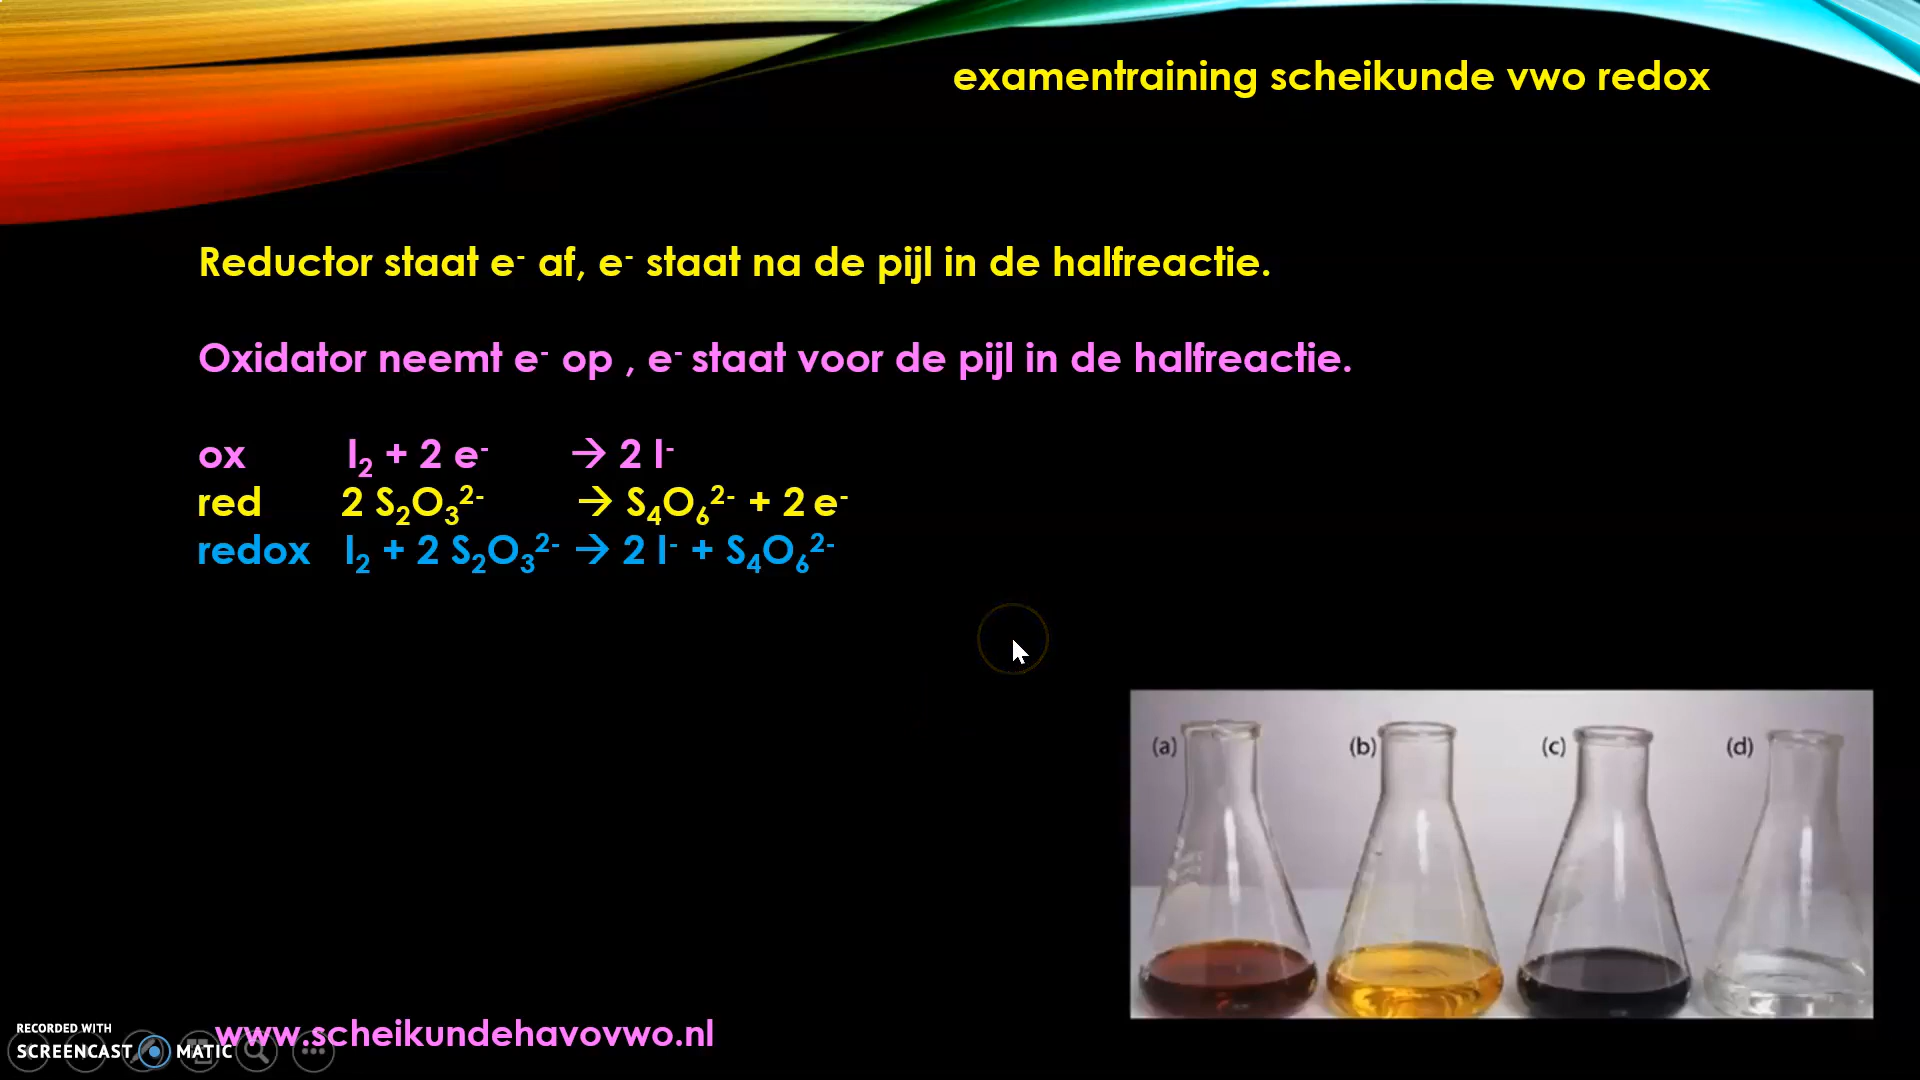 examentraining scheikunde vwo redox
Reductor staat e⁻ af, e⁻ staat na de pijl in de halfreactie.
Oxidator neemt e⁻ op , e⁻ staat voor de pijl in de halfreactie.
ox I₂ + 2 e⁻ → 2 I⁻
red 2 S₂O₃²⁻ → S₄O₆²⁻ + 2 e⁻
redox I₂ + 2 S₂O₃²⁻ → 2 I⁻ + S₄O₆²⁻
(a) (b) (c) (d)
www.scheikundehavovwo.nl
RECORDED WITH
SCREENCAST MATIC